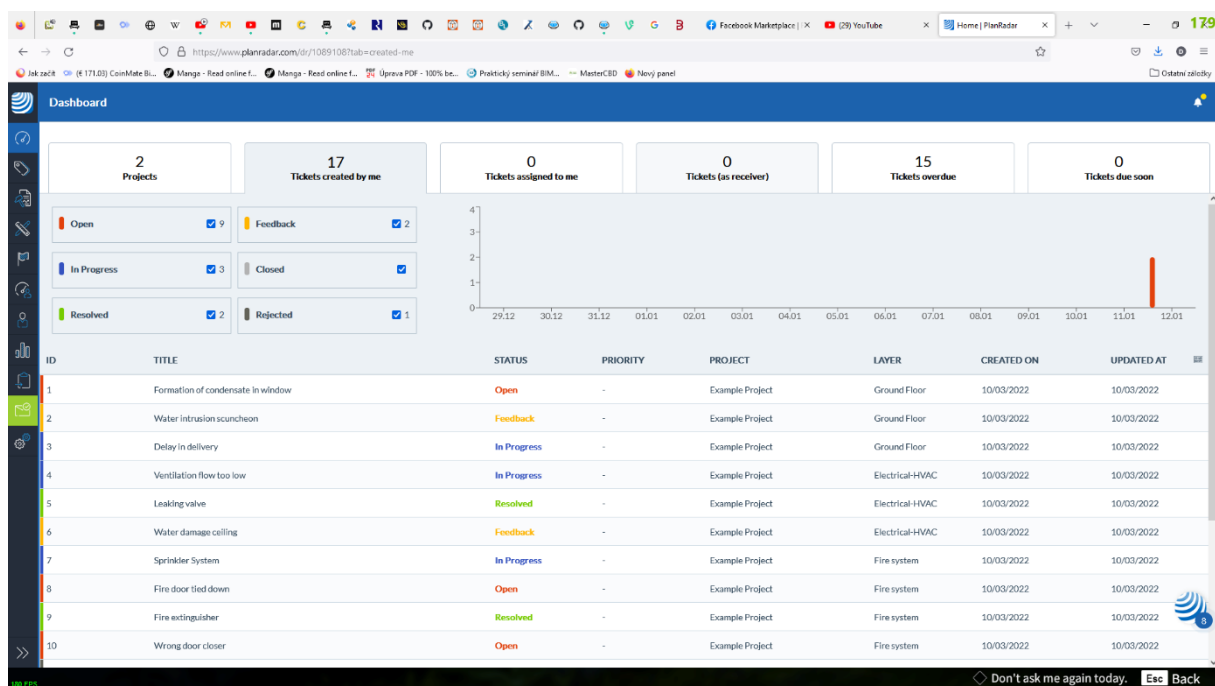 Facebook Marketplace |
(29) YouTube
Home | PlanRadar
179
https://www.planradar.com/dr/1089108?tab=created-me
Jak začít
(€ 171.03) CoinMate Bi...
Manga - Read online f...
Manga - Read online f...
Úprava PDF - 100% be...
Praktický seminář BIM...
MasterCBD
Nový panel
Ostatní záložky
Dashboard
2 17 0 0 15 0
Projects Tickets created by me Tickets assigned to me Tickets (as receiver) Tickets overdue Tickets due soon
Open 9 Feedback 2
In Progress 3 Closed
Resolved 2 Rejected 1
4
3
2
1
0
29.12 30.12 31.12 01.01 02.01 03.01 04.01 05.01 06.01 07.01 08.01 09.01 10.01 11.01 12.01
ID TITLE STATUS PRIORITY PROJECT LAYER CREATED ON UPDATED AT
1 Formation of condensate in window Open - Example Project Ground Floor 10/03/2022 10/03/2022
2 Water intrusion scuncheon Feedback - Example Project Ground Floor 10/03/2022 10/03/2022
3 Delay in delivery In Progress - Example Project Ground Floor 10/03/2022 10/03/2022
4 Ventilation flow too low In Progress - Example Project Electrical-HVAC 10/03/2022 10/03/2022
5 Leaking valve Resolved - Example Project Electrical-HVAC 10/03/2022 10/03/2022
6 Water damage ceiling Feedback - Example Project Electrical-HVAC 10/03/2022 10/03/2022
7 Sprinkler System In Progress - Example Project Fire system 10/03/2022 10/03/2022
8 Fire door tied down Open - Example Project Fire system 10/03/2022 10/03/2022
9 Fire extinguisher Resolved - Example Project Fire system 10/03/2022 10/03/2022
8
10 Wrong door closer Open - Example Project Fire system 10/03/2022 10/03/2022
Don't ask me again today. Esc Back
180 FPS